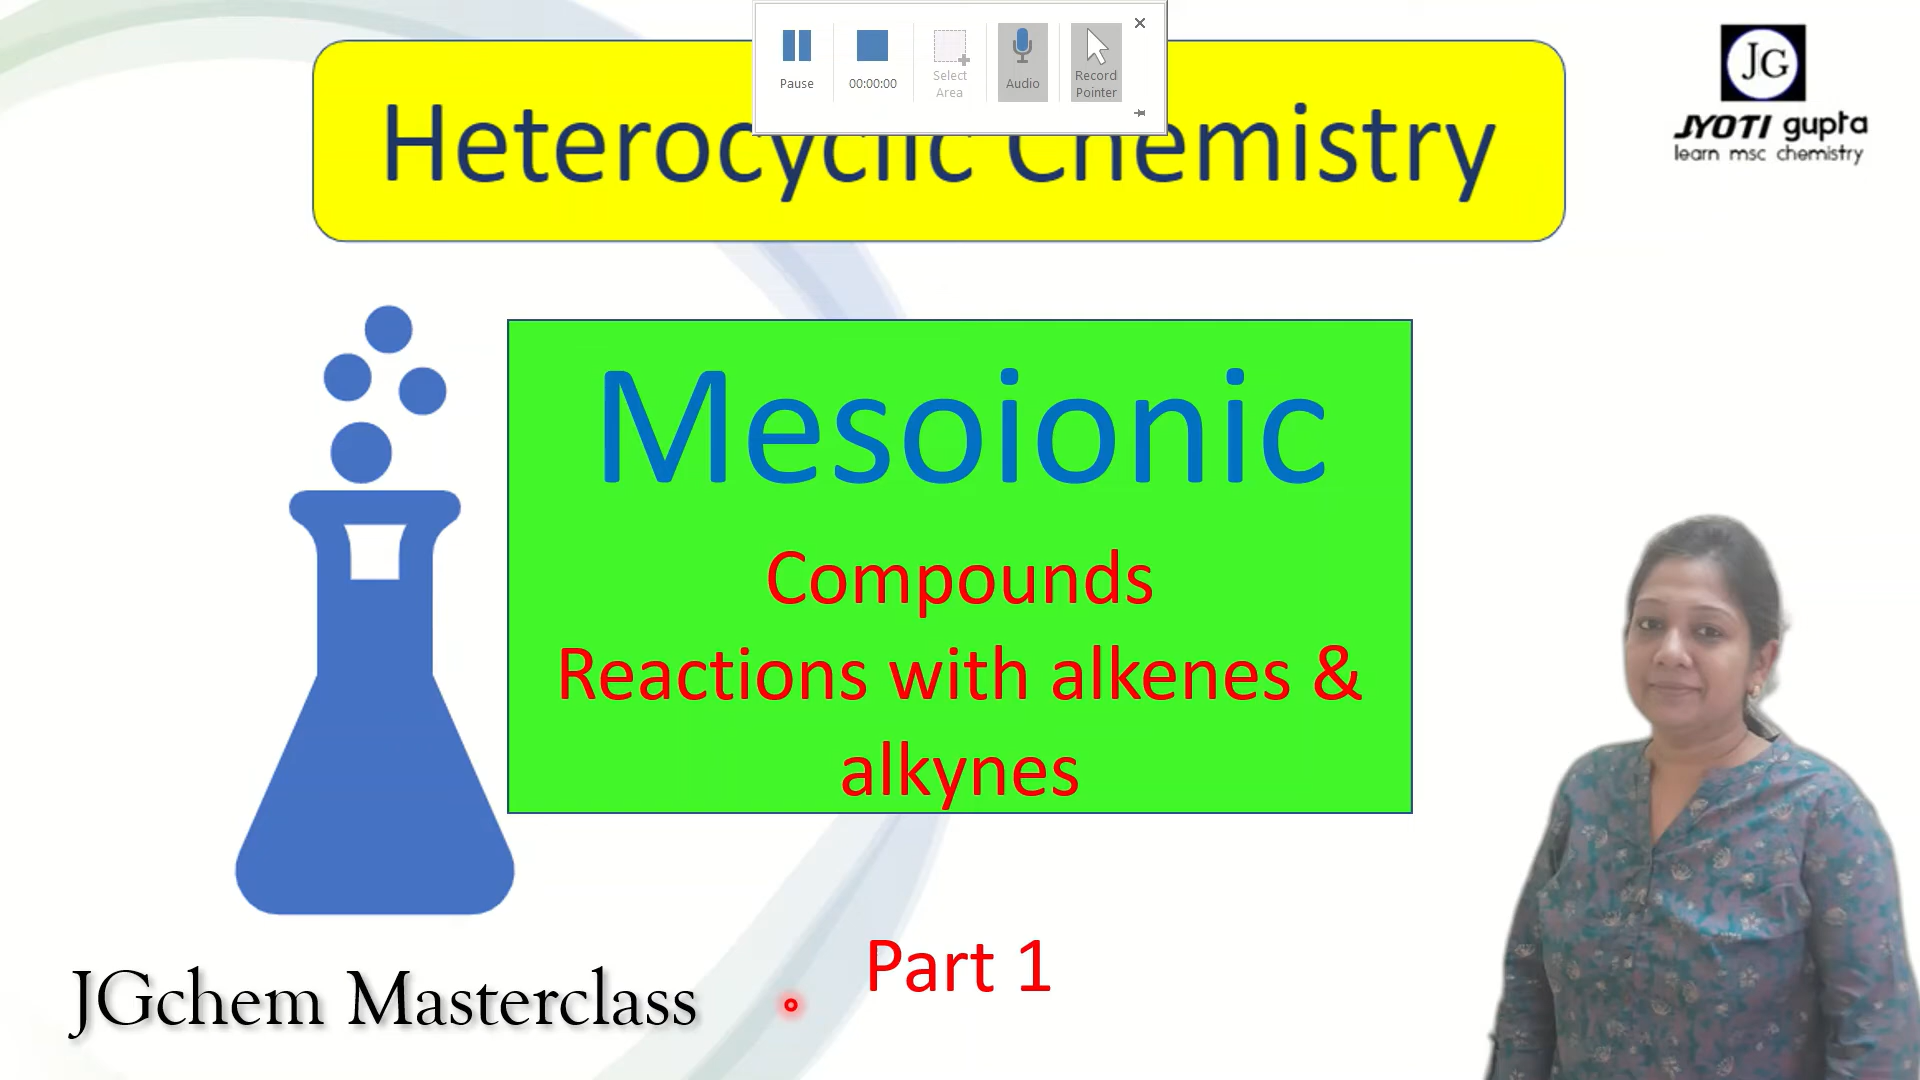 Pause
00:00:00
Select
Area
Audio
Record
Pointer
Heterocyclic Chemistry
JG
JYOTI gupta
learn msc chemistry
Mesoionic
Compounds
Reactions with alkenes &
alkynes
Part 1
JGchem Masterclass